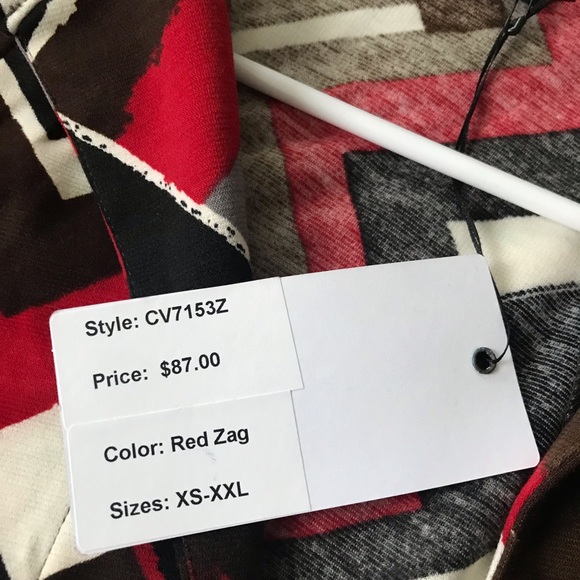 Style: CV7153Z
Price: $87.00
Color: Red Zag
Sizes: XS-XXL